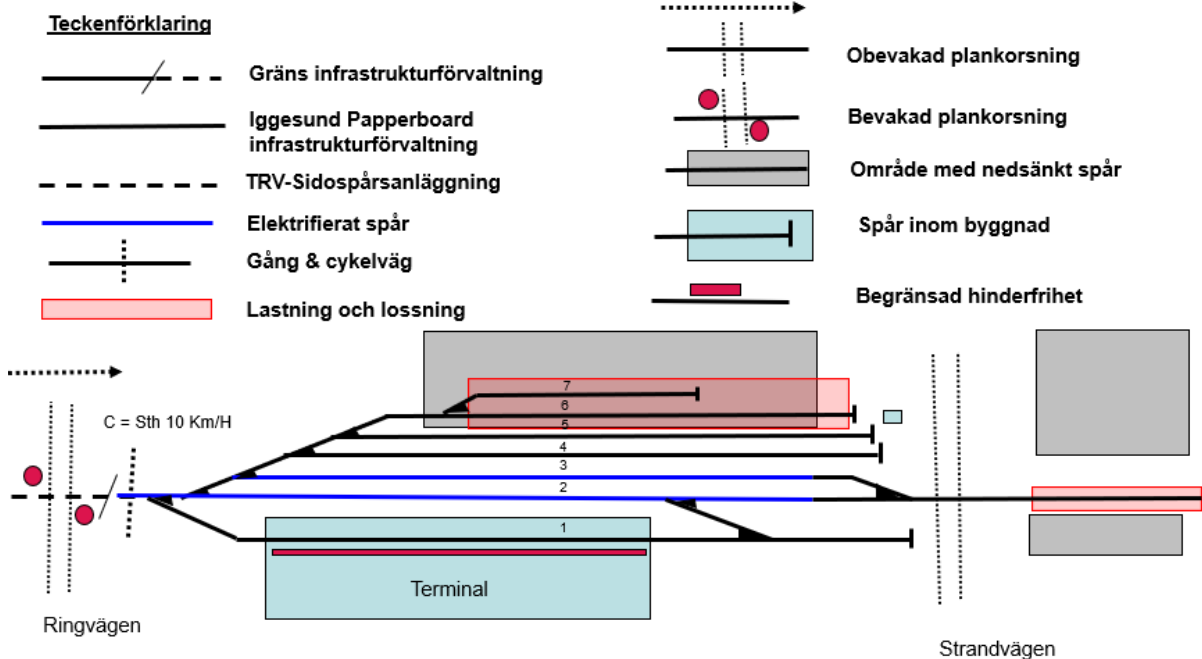 Teckenförklaring
Gräns infrastrukturförvaltning
Iggesund Papperboard
infrastrukturförvaltning
TRV-Sidospårsanläggning
Elektrifierat spår
Gång & cykelväg
Lastning och lossning
Obevakad plankorsning
Bevakad plankorsning
Område med nedsänkt spår
Spår inom byggnad
Begränsad hinderfrihet
C = Sth 10 Km/H
7
6
5
4
3
2
1
Terminal
Ringvägen
Strandvägen